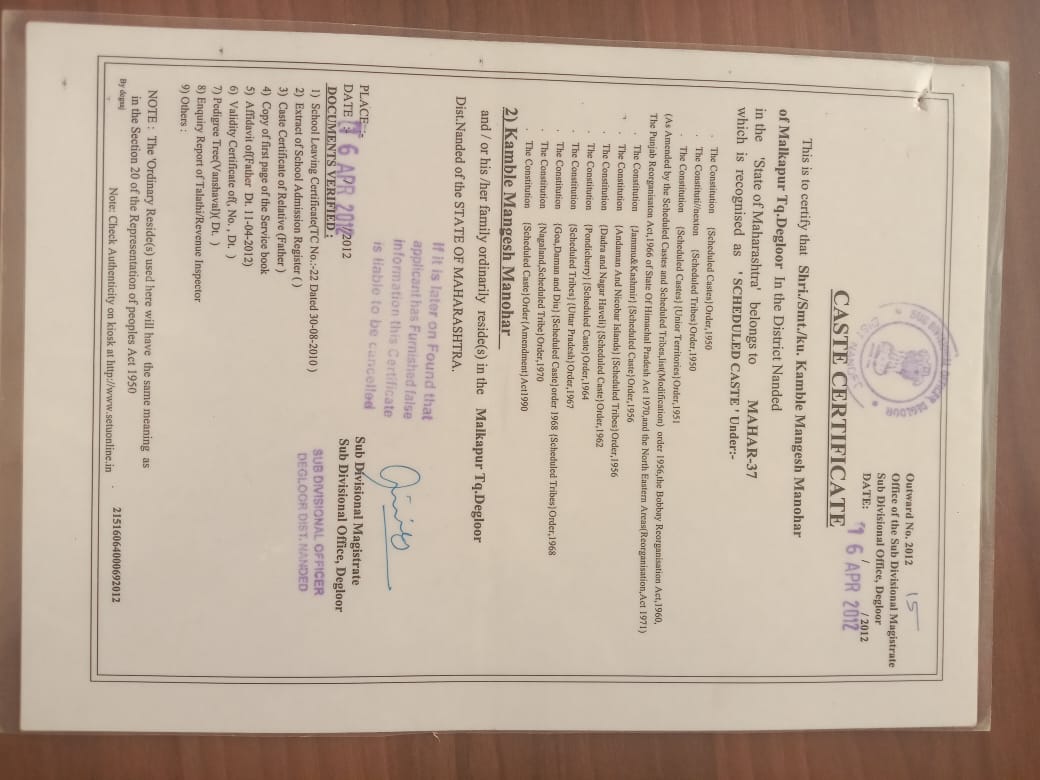 Outward No. 2012 15
Office of the Sub Divisional Magistrate
Sub Divisional Office, Degloor
DATE: / /2012
16 APR 2012
CASTE CERTIFICATE
This is to certify that Shri./Smt./ku. Kamble Mangesh Manohar
of Malkapur Tq.Degloor In the District Nanded
in the 'State of Maharashtra' belongs to MAHAR-37
which is recognised as 'SCHEDULED CASTE ' Under:-
· The Constitution {Scheduled Castes}Order,1950
· The Constituti//nextion {Scheduled Tribes}Order,1950
· The Constitution {Scheduled Castes}{Unior Territories}Order,1951
(As Amended by the Scheduled Castes and Scheduled Tribes,list(Modification) order 1956,the Bobbay Reorganisation Act,1960,
The Punjab Reorganisaton Act,1966 of State Of Himachal Pradesh Act 1970,and the North Eastern Areas(Reorganisation,Act 1971)
· The Constitution {Jammu&Kashmir}{Scheduled Caste}Order,1956
· The Constitution {Andaman And Nicobar Islands}{Scheduled Tribes}Order,1956
· The Constitution {Dadra and Nagar Haveli}{Scheduled Caste}Order,1962
· The Constitution {Pondicherry}{Scheduled Caste}Order,1964
· The Constitution {Scheduled Tribes}{Uttar Pradesh}Order,1967
· The Constitution {Goa,Daman and Diu}{Scheduled Caste}order 1968 {Scheduled Tribes}Order,1968
· The Constitution {Nagaland,Scheduled Tribe}Order,1970
· The Constitution {Scheduled Caste}Order{Amendment}Act1990
2) Kamble Mangesh Manohar
and / or his /her family ordinarily reside(s) in the Malkapur Tq.Degloor
Dist.Nanded of the STATE OF MAHARASHTRA.
If it is later on Found that
applicant has Furnished false
information this Certificate
is liable to be cancelled
PLACE:-
DATE : /2012
16 APR 2012
Sub Divisional Magistrate
Sub Divisional Office, Degloor
SUB DIVISIONAL OFFICER
DEGLOOR DIST. NANDED
DOCUMENTS VERIFIED :
1) School Leaving Certificate(TC No.:-22 Dated 30-08-2010 )
2) Extract of School Admission Register ( )
3) Caste Certificate of Relative (Father )
4) Copy of first page of the Service book
5) Affidavit of(Father Dt. 11-04-2012)
6) Validity Certificate of(, No. , Dt. )
7) Pedigree Tree(Vanshaval)( Dt. )
8) Enquiry Report of Talathi/Revenue Inspector
9) Others :
NOTE : The 'Ordinary Reside(s) used here will have the same meaning as
in the Section 20 of the Representation of peoples Act 1950
By
Note: Check Authenticity on kiosk at http://www.setuonline.in
21516064000692012